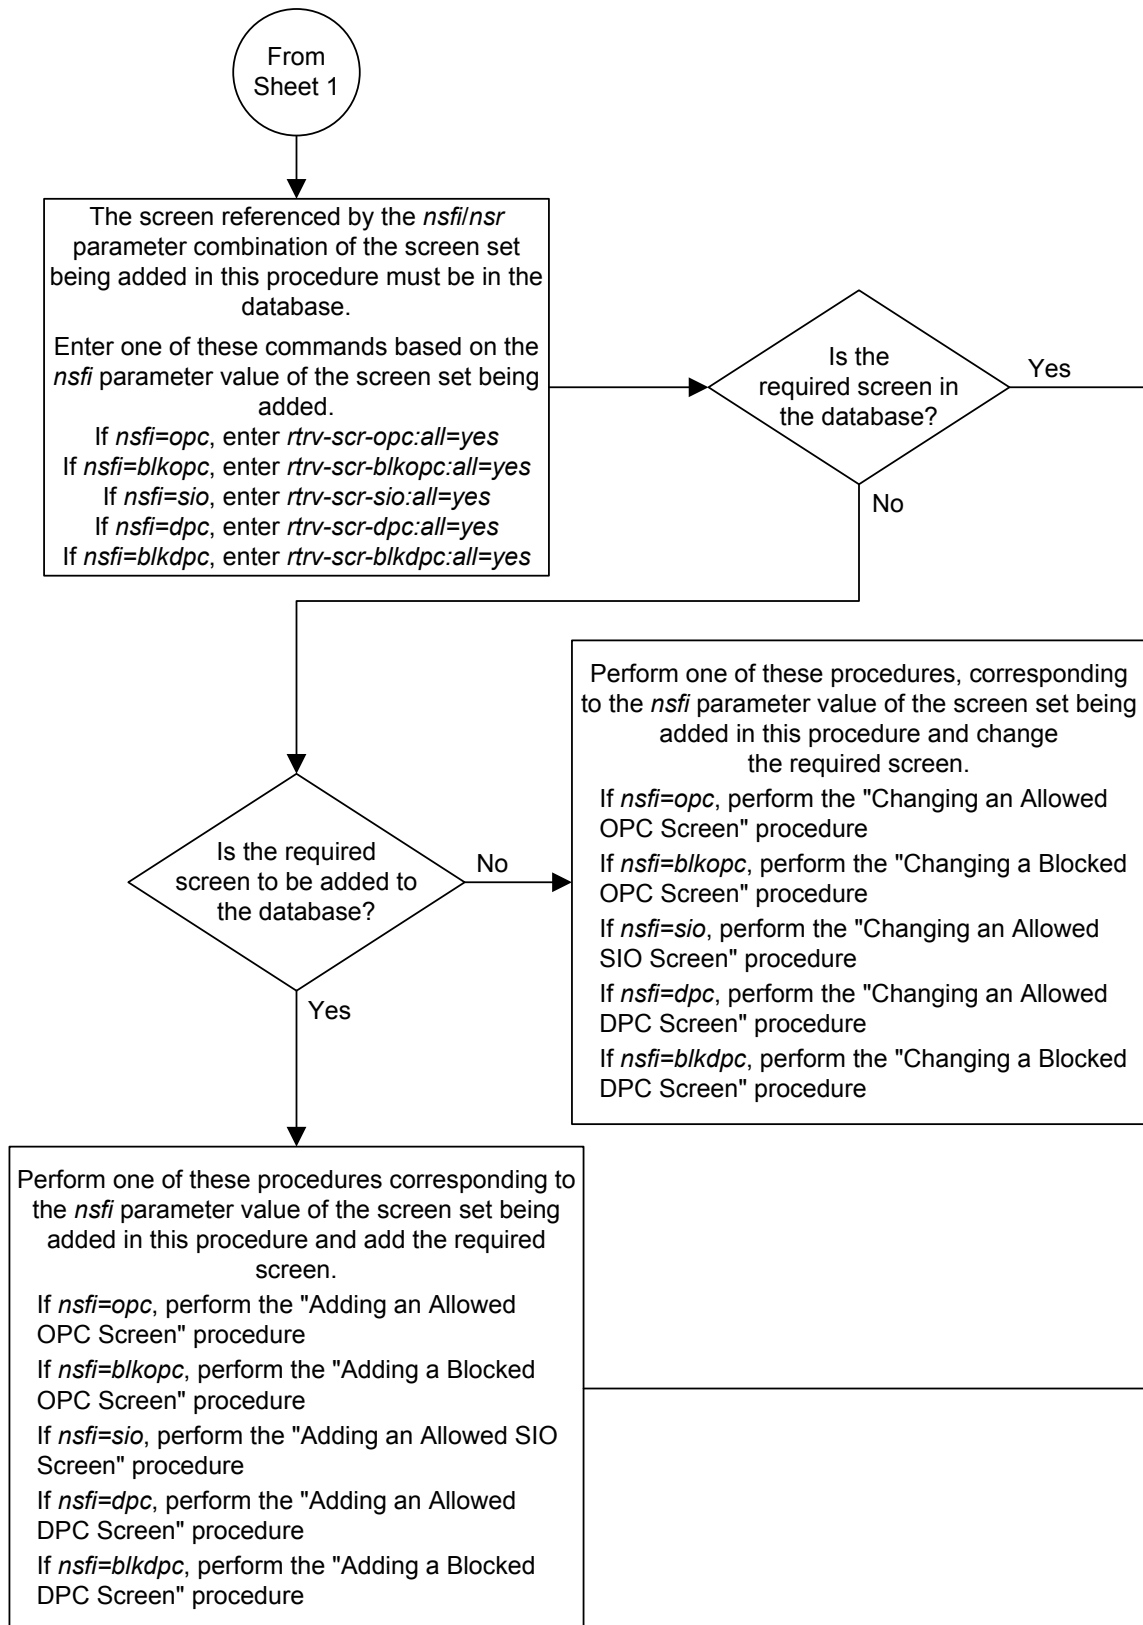 From
Sheet 1
The screen referenced by the nsfi/nsr
parameter combination of the screen set
being added in this procedure must be in the
database.
Enter one of these commands based on the
nsfi parameter value of the screen set being
added.
If nsfi=opc, enter rtrv-scr-opc:all=yes
If nsfi=blkopc, enter rtrv-scr-blkopc:all=yes
If nsfi=sio, enter rtrv-scr-sio:all=yes
If nsfi=dpc, enter rtrv-scr-dpc:all=yes
If nsfi=blkdpc, enter rtrv-scr-blkdpc:all=yes
Is the
required screen in
the database?
Yes
No
Is the required
screen to be added to
the database?
No
Yes
Perform one of these procedures, corresponding
to the nsfi parameter value of the screen set being
added in this procedure and change
the required screen.
If nsfi=opc, perform the "Changing an Allowed
OPC Screen" procedure
If nsfi=blkopc, perform the "Changing a Blocked
OPC Screen" procedure
If nsfi=sio, perform the "Changing an Allowed
SIO Screen" procedure
If nsfi=dpc, perform the "Changing an Allowed
DPC Screen" procedure
If nsfi=blkdpc, perform the "Changing a Blocked
DPC Screen" procedure
Perform one of these procedures corresponding to
the nsfi parameter value of the screen set being
added in this procedure and add the required
screen.
If nsfi=opc, perform the "Adding an Allowed
OPC Screen" procedure
If nsfi=blkopc, perform the "Adding a Blocked
OPC Screen" procedure
If nsfi=sio, perform the "Adding an Allowed SIO
Screen" procedure
If nsfi=dpc, perform the "Adding an Allowed
DPC Screen" procedure
If nsfi=blkdpc, perform the "Adding a Blocked
DPC Screen" procedure